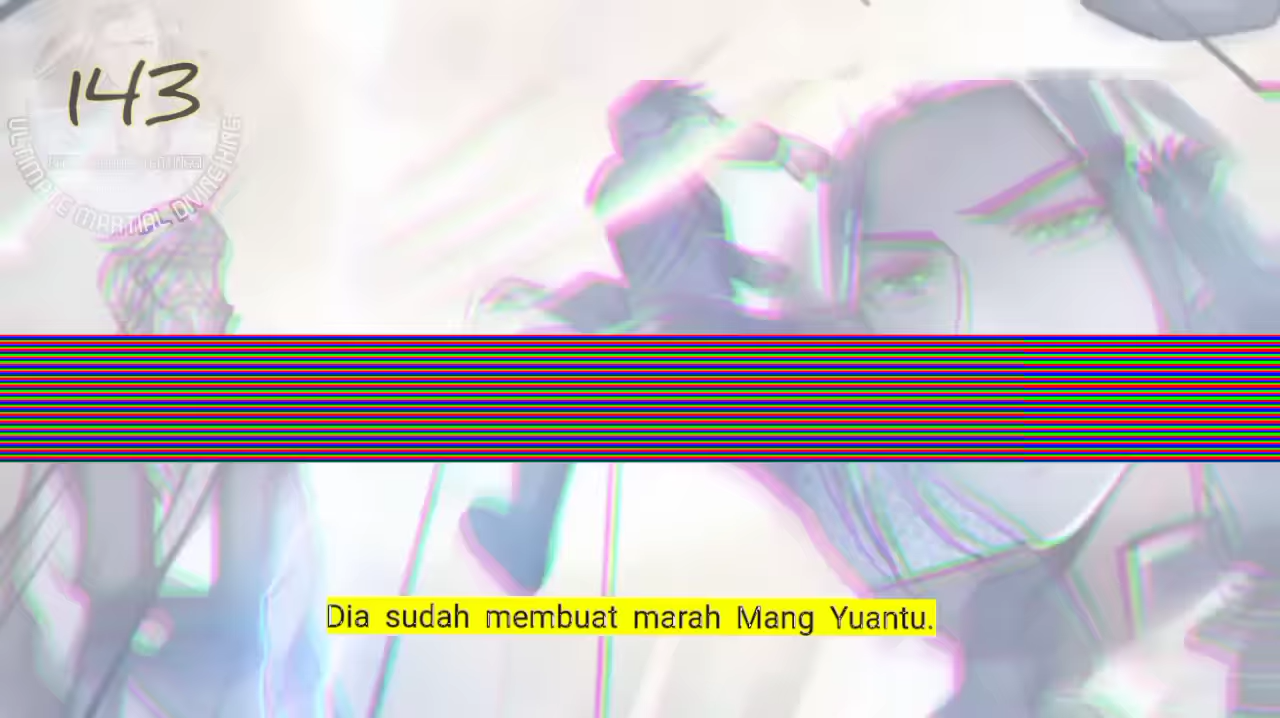 143
ULTIMATE MARTIAL DIVINE KING
Dia sudah membuat marah Mang Yuantu.